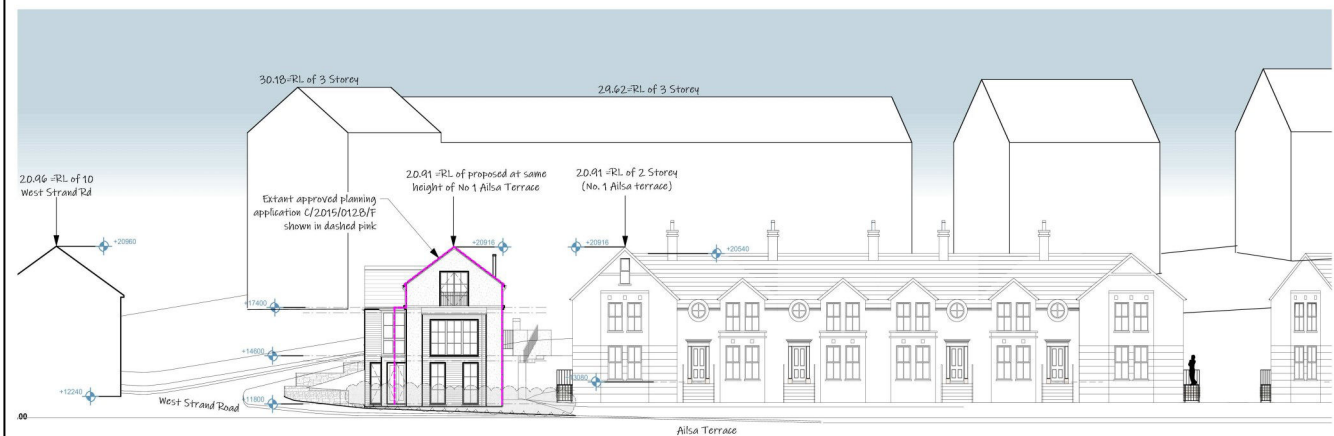 30.18=RL of 3 Storey
29.62=RL of 3 Storey
20.96 =RL of 10
West Strand Rd
20.91 =RL of proposed at same
height of No 1 Ailsa Terrace
20.91 =RL of 2 Storey
(No. 1 Ailsa terrace)
Extant approved planning
application C/2015/0128/F
shown in dashed pink
+20960
+20916
+20916
+20540
+17400
+14600
+12240
+11800
3060
West Strand Road
.00
Ailsa Terrace